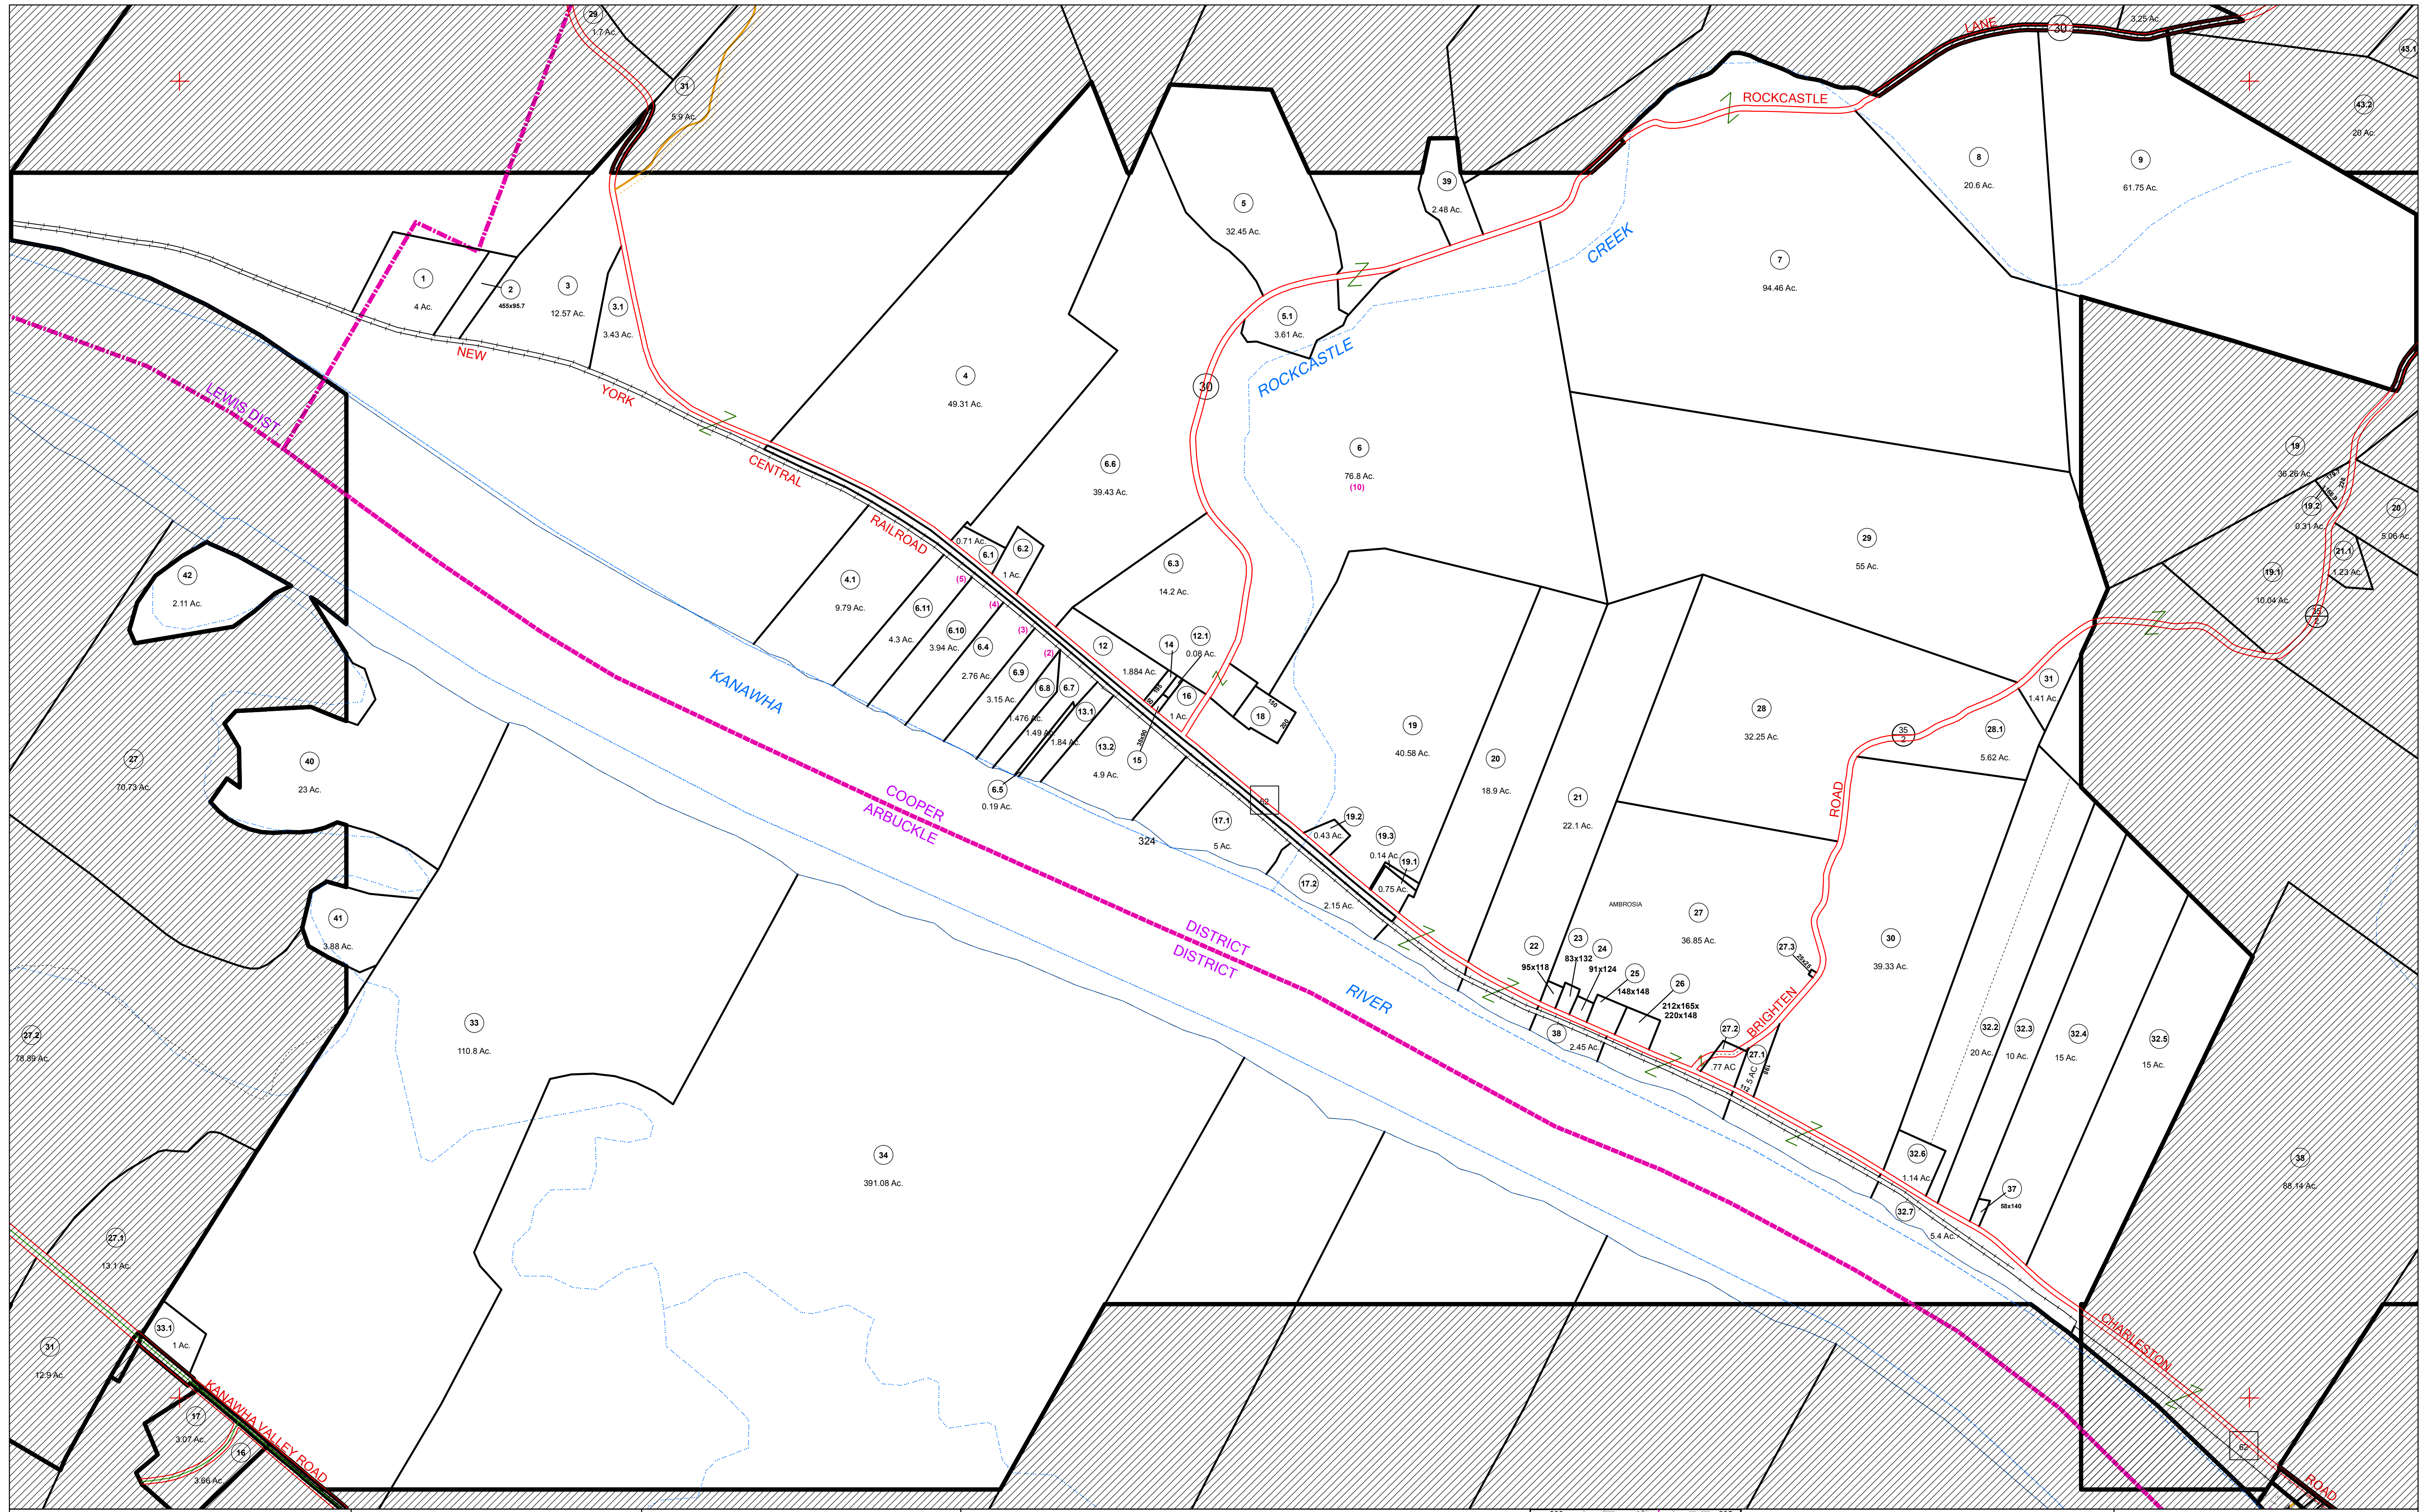 29
1.7 Ac.
31
5.9 Ac.
LANE
30
3.25 Ac.
43.1
43.2
20 Ac.
ROCKCASTLE
8
20.6 Ac.
9
61.75 Ac.
39
2.48 Ac.
5
32.45 Ac.
CREEK
7
94.46 Ac.
1
4 Ac.
2
455x95.7
3
12.57 Ac.
3.1
3.43 Ac.
5.1
3.61 Ac.
ROCKCASTLE
NEW
YORK
CENTRAL
RAILROAD
LEWIS DIST.
4
49.31 Ac.
30
6
76.8 Ac.
(10)
6.6
39.43 Ac.
19
36.26 Ac.
228
19.2
0.31 Ac.
20
5.06 Ac.
21.1
1.23 Ac.
19.1
10.04 Ac.
35
2
29
55 Ac.
0.71 Ac.
6.1
6.2
1 Ac.
6.3
14.2 Ac.
42
2.11 Ac.
4.1
9.79 Ac.
(5)
(4)
(3)
(2)
6.11
4.3 Ac.
6.10
3.94 Ac.
6.4
2.76 Ac.
6.9
3.15 Ac.
6.8
1.476 Ac.
6.7
1.49 Ac.
13.1
1.84 Ac.
13.2
4.9 Ac.
6.5
0.19 Ac.
12
1.884 Ac.
14
12.1
0.08 Ac.
16
1 Ac.
15
35x90
18
150
200
31
1.41 Ac.
28
32.25 Ac.
28.1
5.62 Ac.
35
2
19
40.58 Ac.
20
18.9 Ac.
21
22.1 Ac.
ROAD
KANAWHA
27
70.73 Ac.
40
23 Ac.
COOPER
ARBUCKLE
62
324
17.1
5 Ac.
19.2
0.43 Ac.
19.3
0.14 Ac.
19.1
0.75 Ac.
17.2
2.15 Ac.
41
3.88 Ac.
DISTRICT
DISTRICT
AMBROSIA
27
36.85 Ac.
27.3
25x25
30
39.33 Ac.
22
95x118
23
83x132
24
91x124
25
148x148
26
212x165x
220x148
RIVER
BRIGHTEN
38
2.45 Ac.
27.2
.77 AC
27.1
.5 AC
112
195
32.2
20 Ac.
32.3
10 Ac.
32.4
15 Ac.
32.5
15 Ac.
27.2
78.89 Ac.
33
110.8 Ac.
34
391.08 Ac.
32.6
1.14 Ac.
37
58x140
32.7
5.4 Ac.
38
88.14 Ac.
27.1
13.1 Ac.
33.1
1 Ac.
31
12.9 Ac.
KANAWHA VALLEY ROAD
17
3.07 Ac.
16
3.66 Ac.
CHARLESTON
62
ROAD